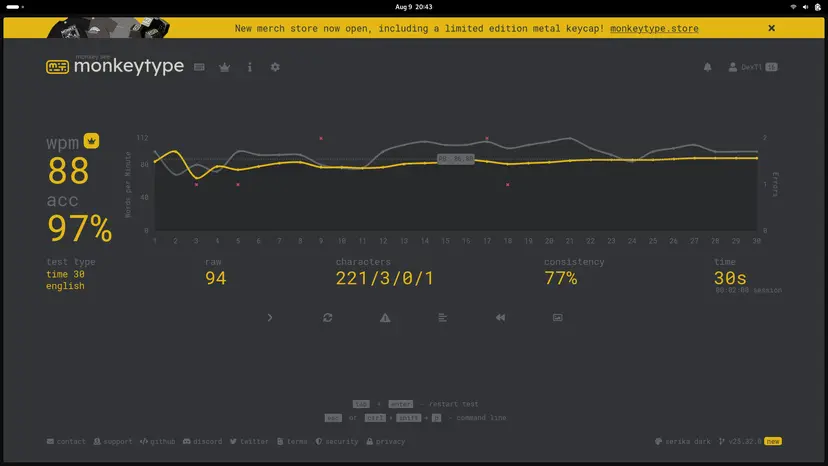 Aug 9 20:43
New merch store now open, including a limited edition metal keycap! monkeytype.store
monkey see
monkeytype
DexTl 15
wpm
88
acc
97%
Words per Minute
112
80
40
0
Errors
2
1
0
1 2 3 4 5 6 7 8 9 10 11 12 13 14 15 16 17 18 19 20 21 22 23 24 25 26 27 28 29 30
test type
time 30
english
raw
94
characters
221/3/0/1
consistency
77%
time
30s
00:02:00 session
tab + enter - restart test
esc or ctrl + shift + p - command line
contact support github discord twitter terms security privacy
serika dark
new